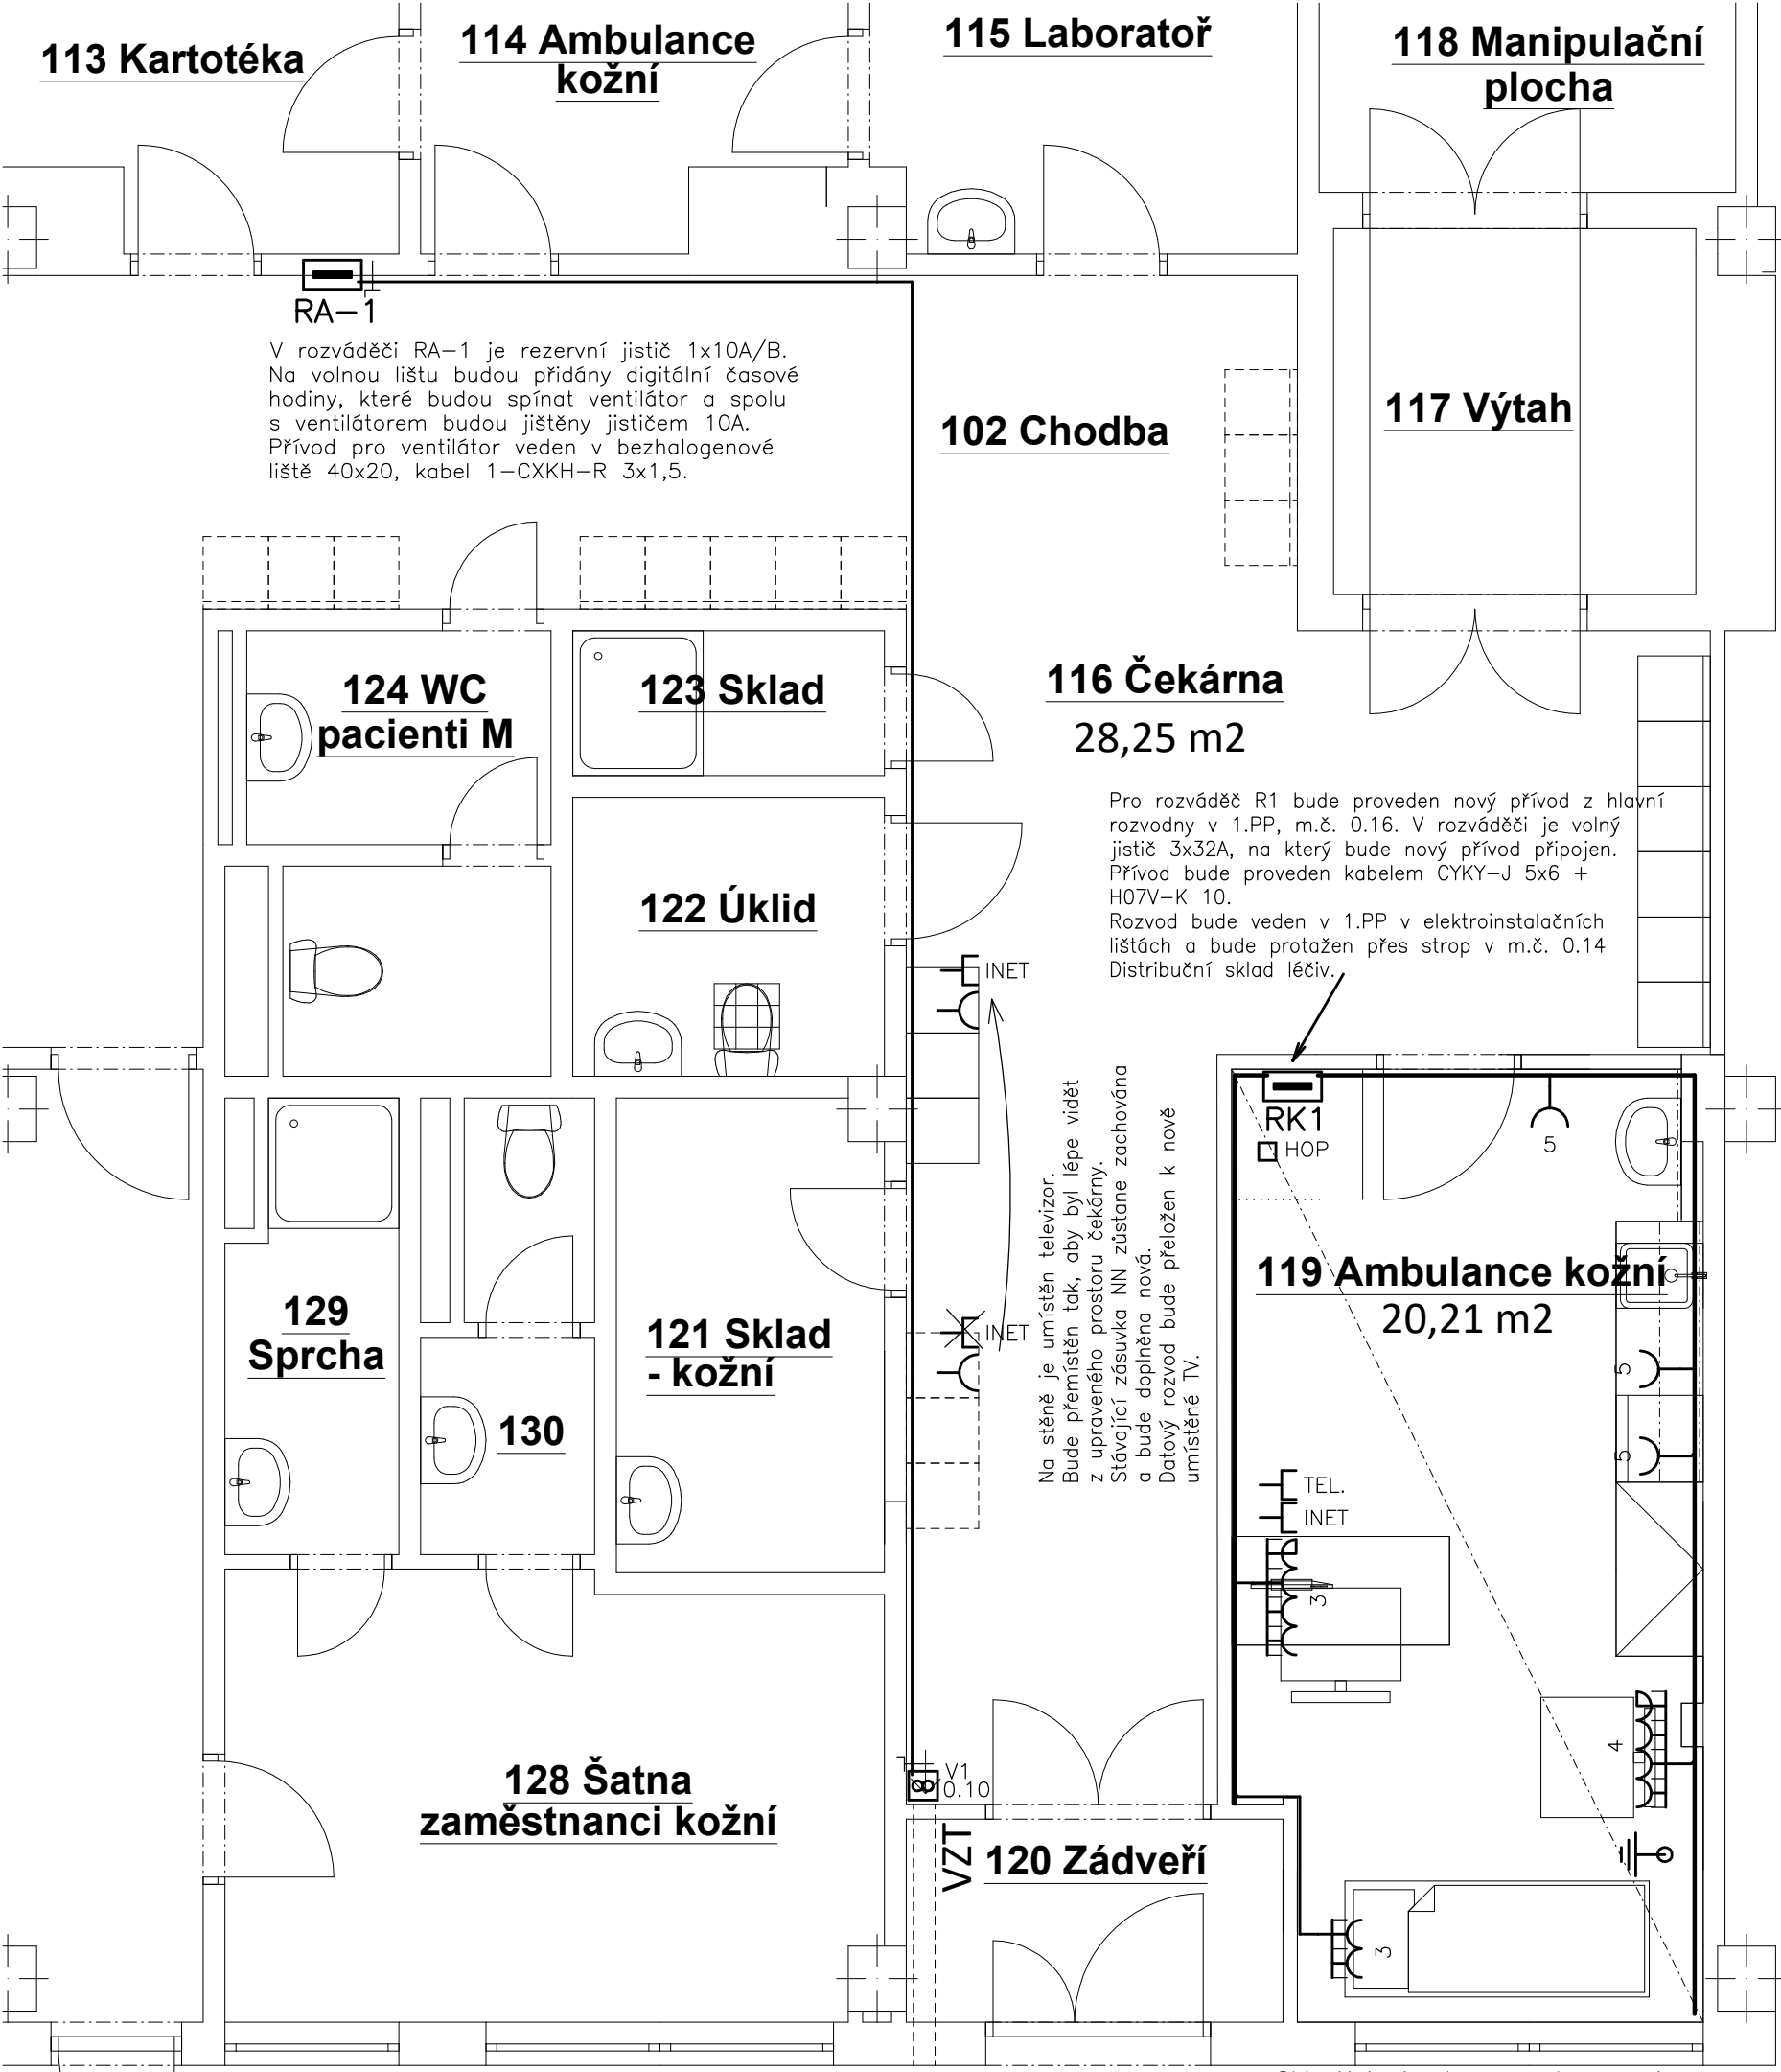 113 Kartotéka
114 Ambulance
kožní
115 Laboratoř
118 Manipulační
plocha
RA-1
V rozváděči RA-1 je rezervní jistič 1x10A/B.
Na volnou lištu budou přidány digitální časové
hodiny, které budou spínat ventilátor a spolu
s ventilátorem budou jištěny jističem 10A.
Přívod pro ventilátor veden v bezhalogenové
liště 40x20, kabel 1-CXKH-R 3x1,5.
102 Chodba
117 Výtah
124 WC
pacienti M
123 Sklad
116 Čekárna
28,25 m2
Pro rozváděč R1 bude proveden nový přívod z hlavní
rozvodny v 1.PP, m.č. 0.16. V rozváděči je volný
jistič 3x32A, na který bude nový přívod připojen.
Přívod bude proveden kabelem CYKY-J 5x6 +
H07V-K 10.
Rozvod bude veden v 1.PP v elektroinstalačních
lištách a bude protažen přes strop v m.č. 0.14
Distribuční sklad léčiv.
122 Úklid
INET
RK1
HOP
5
Na stěně je umístěn televizor.
Bude přemístěn tak, aby byl lépe vidět
z upraveného prostoru čekárny.
Stávající zásuvka NN zůstane zachována
a bude doplněna nová.
Datový rozvod bude přeložen k nově
umístěné TV.
119 Ambulance kožní
20,21 m2
129
Sprcha
121 Sklad
- kožní
INET
130
5
5
TEL.
INET
3
4
128 Šatna
zaměstnanci kožní
V1
0.10
8
VZT
120 Zádveří
3